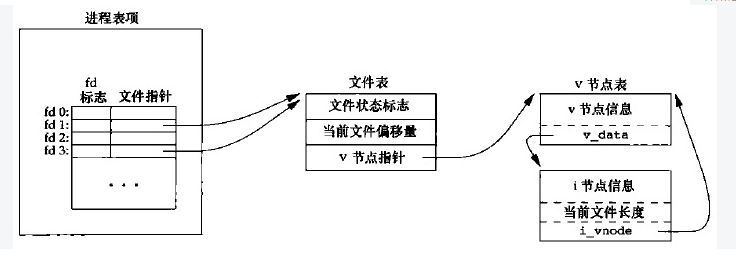 进程表项
fd
标志 文件指针
fd 0:
fd 1:
fd 2:
fd 3:
...
文件表
文件状态标志
当前文件偏移量
v 节点指针
v 节点表
v 节点信息
v_data
i 节点信息
当前文件长度
i_vnode